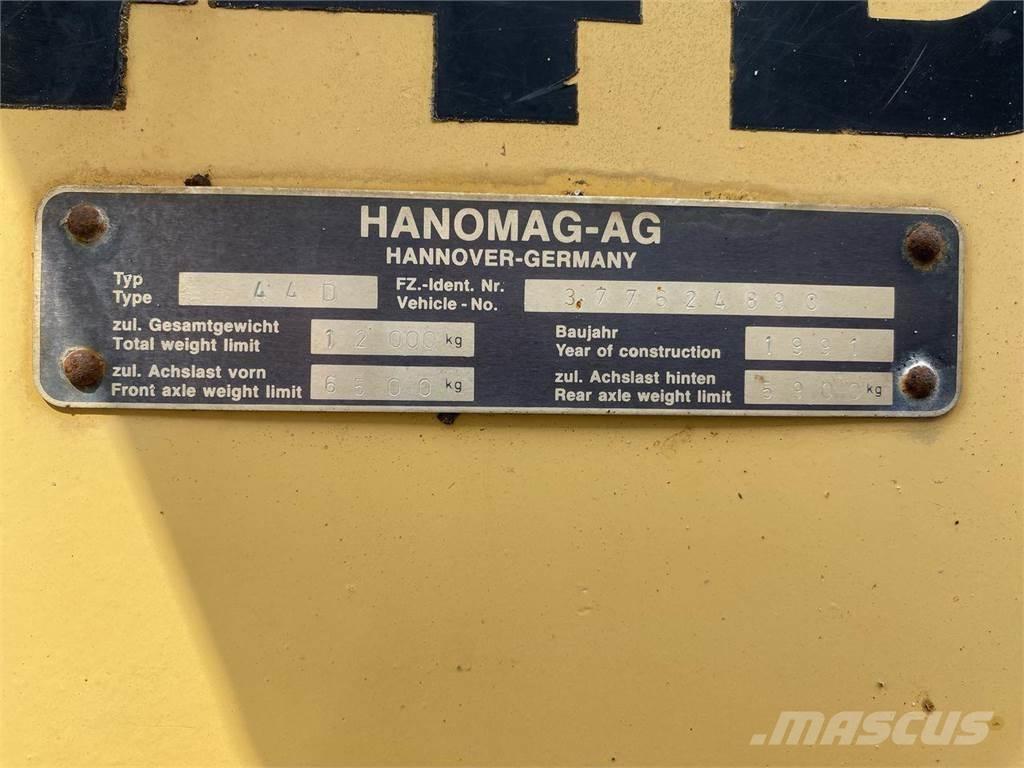 44D
HANOMAG-AG
HANNOVER-GERMANY
Typ
Type 44D
FZ.-Ident. Nr.
Vehicle - No.
zul. Gesamtgewicht
Total weight limit 12 000 kg
Baujahr
Year of construction 1991
zul. Achslast vorn
Front axle weight limit 6500 kg
zul. Achslast hinten
Rear axle weight limit 5900 kg
MASCUS